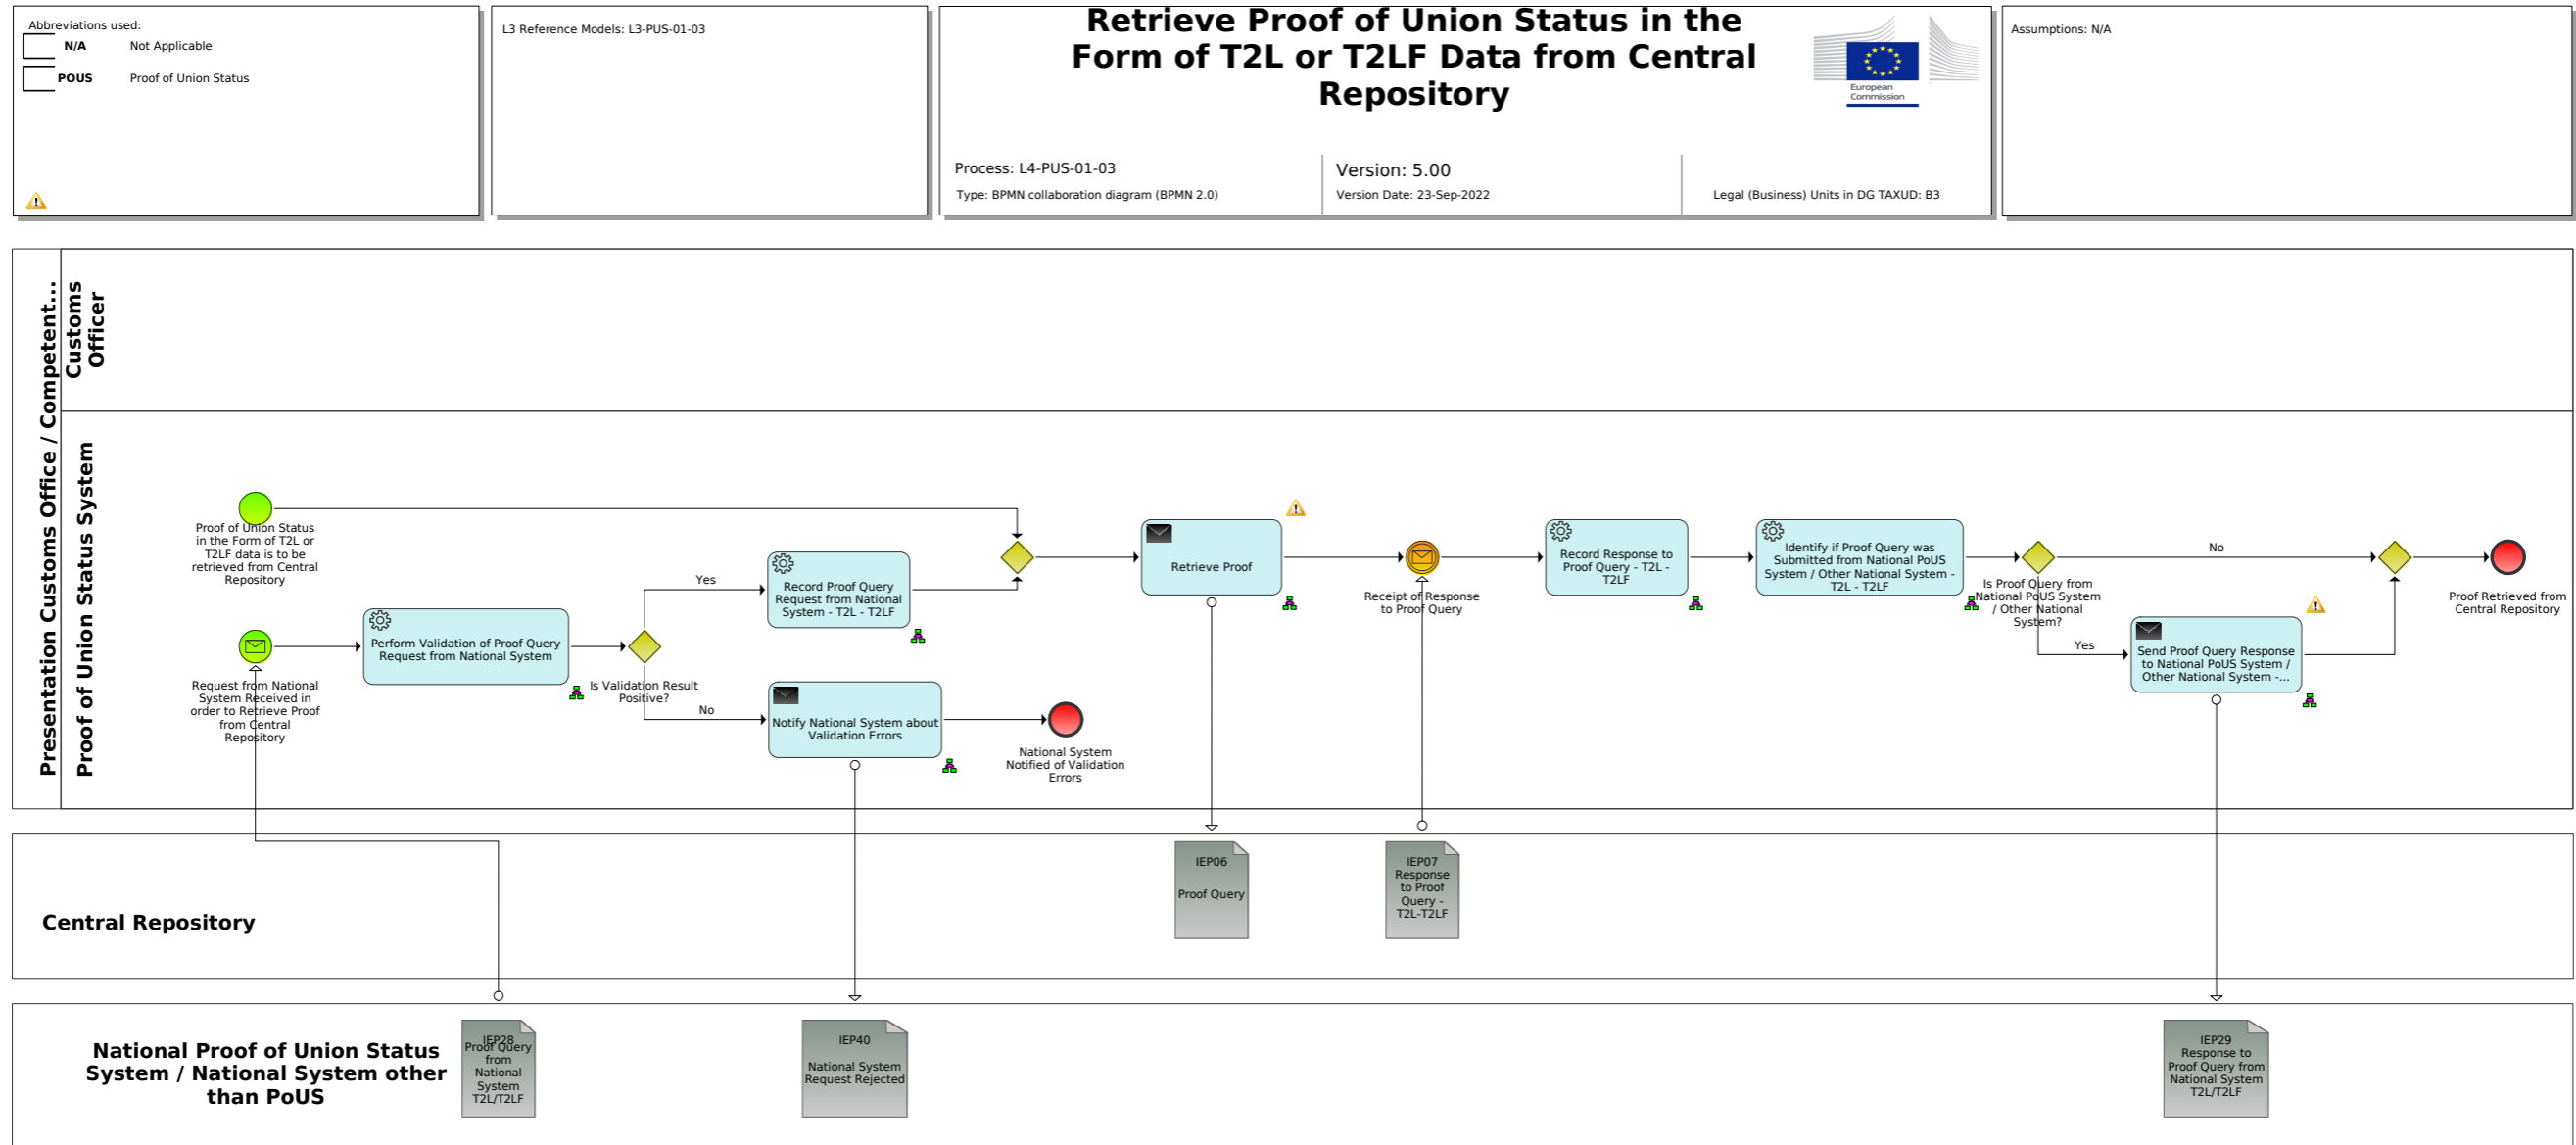 Abbreviations used:
N/A Not Applicable
POUS Proof of Union Status
L3 Reference Models: L3-PUS-01-03
Retrieve Proof of Union Status in the
Form of T2L or T2LF Data from Central
Repository
European
Commission
Process: L4-PUS-01-03
Type: BPMN collaboration diagram (BPMN 2.0)
Version: 5.00
Version Date: 23-Sep-2022
Legal (Business) Units in DG TAXUD: B3
Assumptions: N/A
Presentation Customs Office / Competent...
Customs
Officer
Proof of Union Status System
Proof of Union Status
in the Form of T2L or
T2LF data is to be
retrieved from Central
Repository
Request from National
System Received in
order to Retrieve Proof
from Central
Repository
Perform Validation of Proof Query
Request from National System
Is Validation Result
Positive?
Yes
No
Record Proof Query
Request from National
System - T2L - T2LF
Notify National System about
Validation Errors
National System
Notified of Validation
Errors
Retrieve Proof
Receipt of Response
to Proof Query
Record Response to
Proof Query - T2L -
T2LF
Identify if Proof Query was
Submitted from National PoUS
System / Other National System -
T2L - T2LF
Is Proof Query from
National PoUS System
/ Other National
System?
No
Yes
Send Proof Query Response
to National PoUS System /
Other National System -...
Proof Retrieved from
Central Repository
Central Repository
IEP06
Proof Query
IEP07
Response
to Proof
Query -
T2L-T2LF
National Proof of Union Status
System / National System other
than PoUS
IEP28
Proof Query
from
National
System
T2L/T2LF
IEP40
National System
Request Rejected
IEP29
Response to
Proof Query from
National System
T2L/T2LF